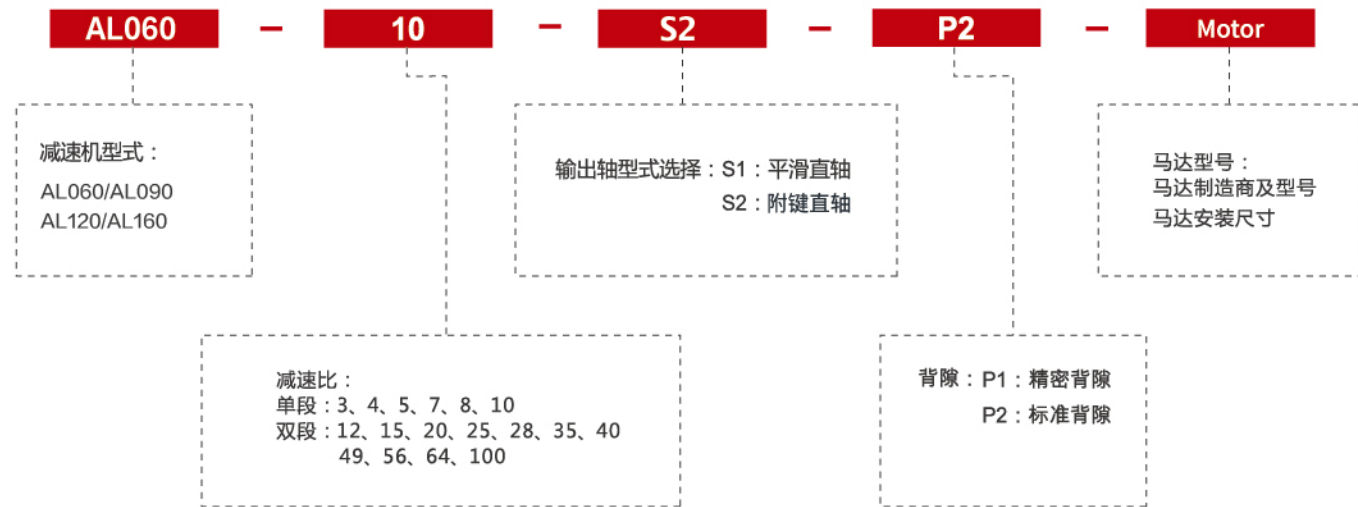 AL060 – 10 – S2 – P2 – Motor
减速机型式：
AL060/AL090
AL120/AL160
输出轴型式选择：S1：平滑直轴
S2：附键直轴
马达型号：
马达制造商及型号
马达安装尺寸
减速比：
单段：3、4、5、7、8、10
双段：12、15、20、25、28、35、40
49、56、64、100
背隙：P1：精密背隙
P2：标准背隙